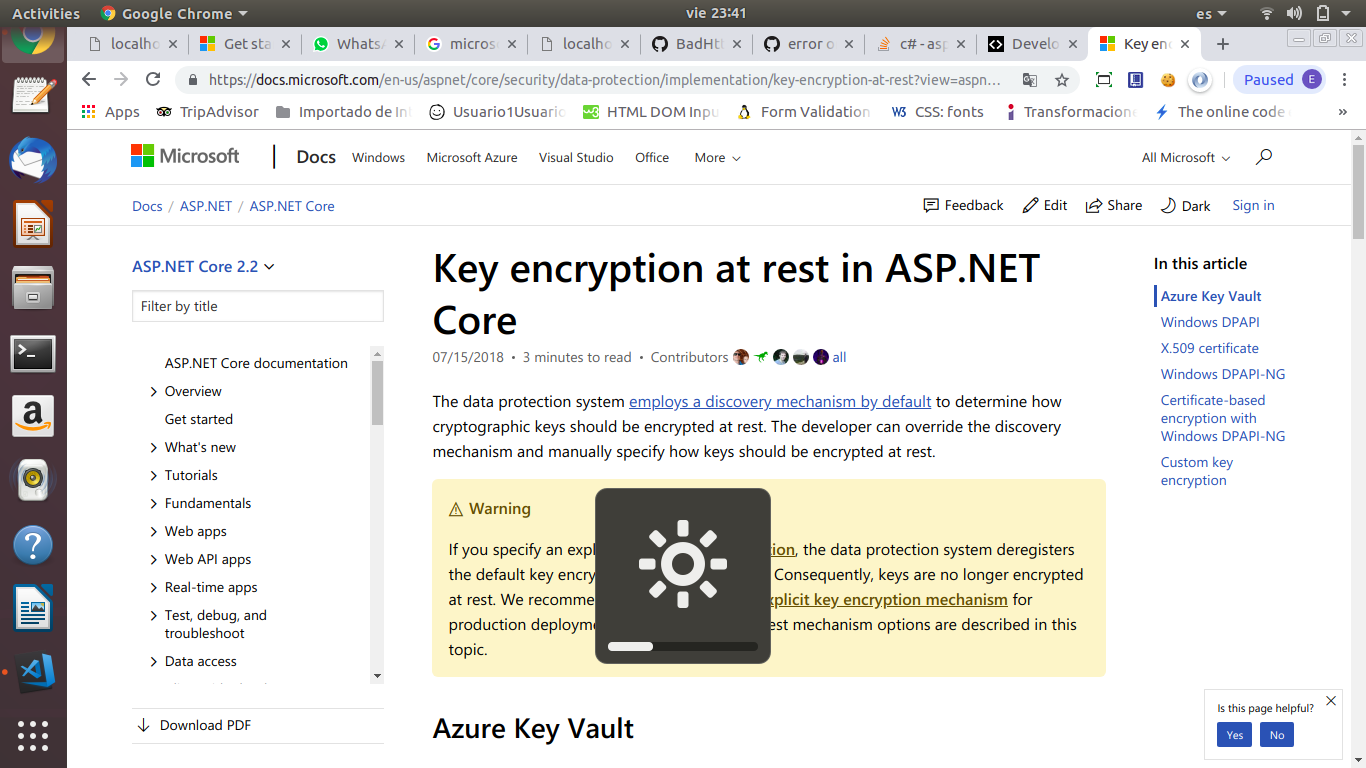 Activities
Google Chrome
vie 23:41
es
localho
Get sta
WhatsA
micros
localho
BadHtt
error o
c# - asp
Develo
Key enc
https://docs.microsoft.com/en-us/aspnet/core/security/data-protection/implementation/key-encryption-at-rest?view=aspn...
Paused
E
Apps
TripAdvisor
Importado de In
Usuario1Usuario
HTML DOM Inpu
Form Validation
W3 CSS: fonts
Transformacione
The online code
»
Microsoft
Docs
Windows
Microsoft Azure
Visual Studio
Office
More
All Microsoft
Docs / ASP.NET / ASP.NET Core
Feedback
Edit
Share
Dark
Sign in
ASP.NET Core 2.2
Filter by title
ASP.NET Core documentation
Overview
Get started
What's new
Tutorials
Fundamentals
Web apps
Web API apps
Real-time apps
Test, debug, and
troubleshoot
Data access
Download PDF
Key encryption at rest in ASP.NET
Core
07/15/2018 • 3 minutes to read • Contributors all
The data protection system employs a discovery mechanism by default to determine how
cryptographic keys should be encrypted at rest. The developer can override the discovery
mechanism and manually specify how keys should be encrypted at rest.
Warning
If you specify an expl tion, the data protection system deregisters
the default key encry Consequently, keys are no longer encrypted
at rest. We recomme xplicit key encryption mechanism for
production deployme est mechanism options are described in this
topic.
Azure Key Vault
In this article
Azure Key Vault
Windows DPAPI
X.509 certificate
Windows DPAPI-NG
Certificate-based
encryption with
Windows DPAPI-NG
Custom key
encryption
Is this page helpful?
Yes
No